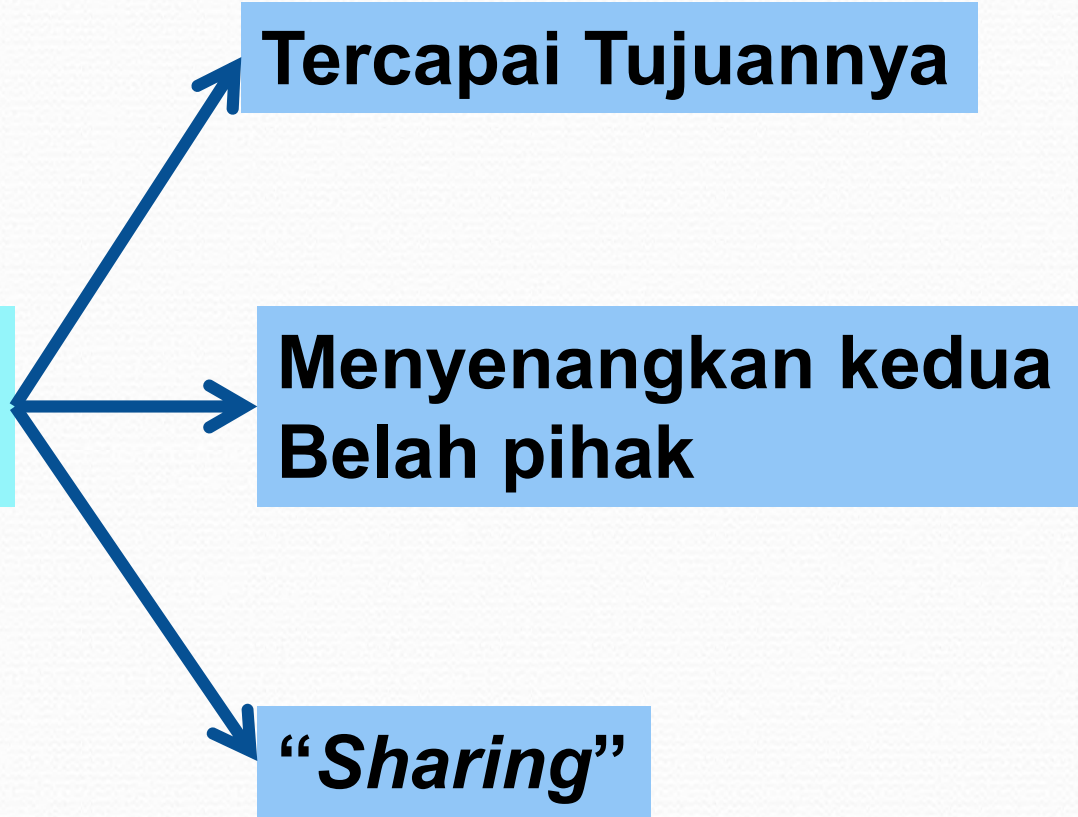 Tercapai Tujuannya
Menyenangkan kedua
Belah pihak
“Sharing”